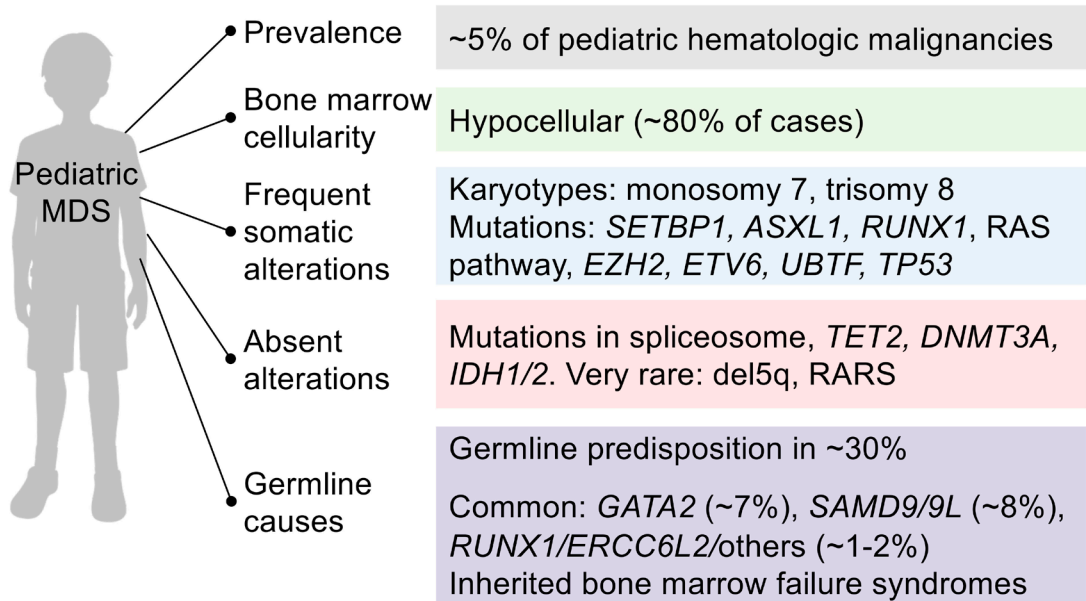 Pediatric
MDS
Prevalence
~5% of pediatric hematologic malignancies
Bone marrow
cellularity
Hypocellular (~80% of cases)
Frequent
somatic
alterations
Karyotypes: monosomy 7, trisomy 8
Mutations: SETBP1, ASXL1, RUNX1, RAS
pathway, EZH2, ETV6, UBTF, TP53
Absent
alterations
Mutations in spliceosome, TET2, DNMT3A,
IDH1/2. Very rare: del5q, RARS
Germline
causes
Germline predisposition in ~30%
Common: GATA2 (~7%), SAMD9/9L (~8%),
RUNX1/ERCC6L2/others (~1-2%)
Inherited bone marrow failure syndromes